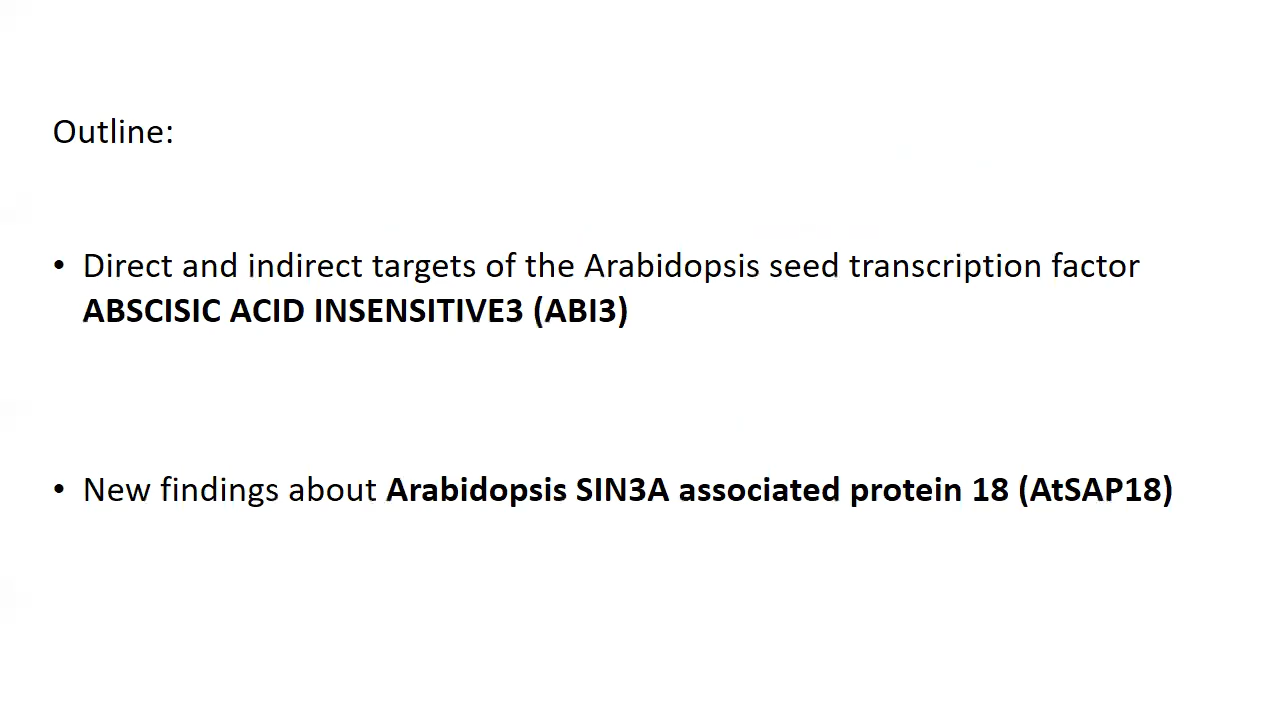 Outline:
• Direct and indirect targets of the Arabidopsis seed transcription factor
ABSCISIC ACID INSENSITIVE3 (ABI3)
• New findings about Arabidopsis SIN3A associated protein 18 (AtSAP18)